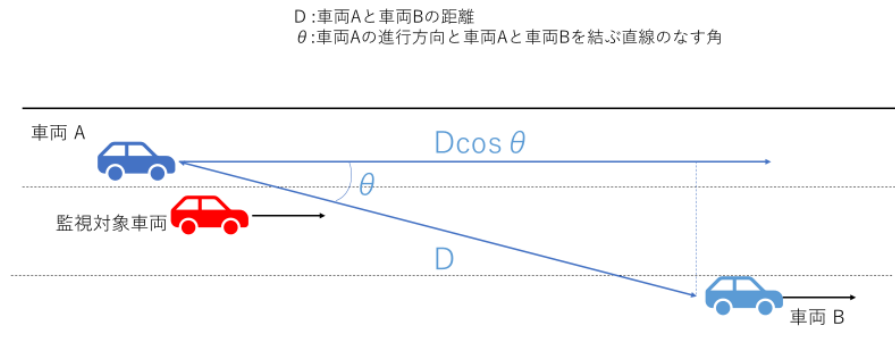 D:車両Aと車両Bの距離
θ:車両Aの進行方向と車両Aと車両Bを結ぶ直線のなす角
車両 A
Dcos θ
θ
監視対象車両
D
車両 B